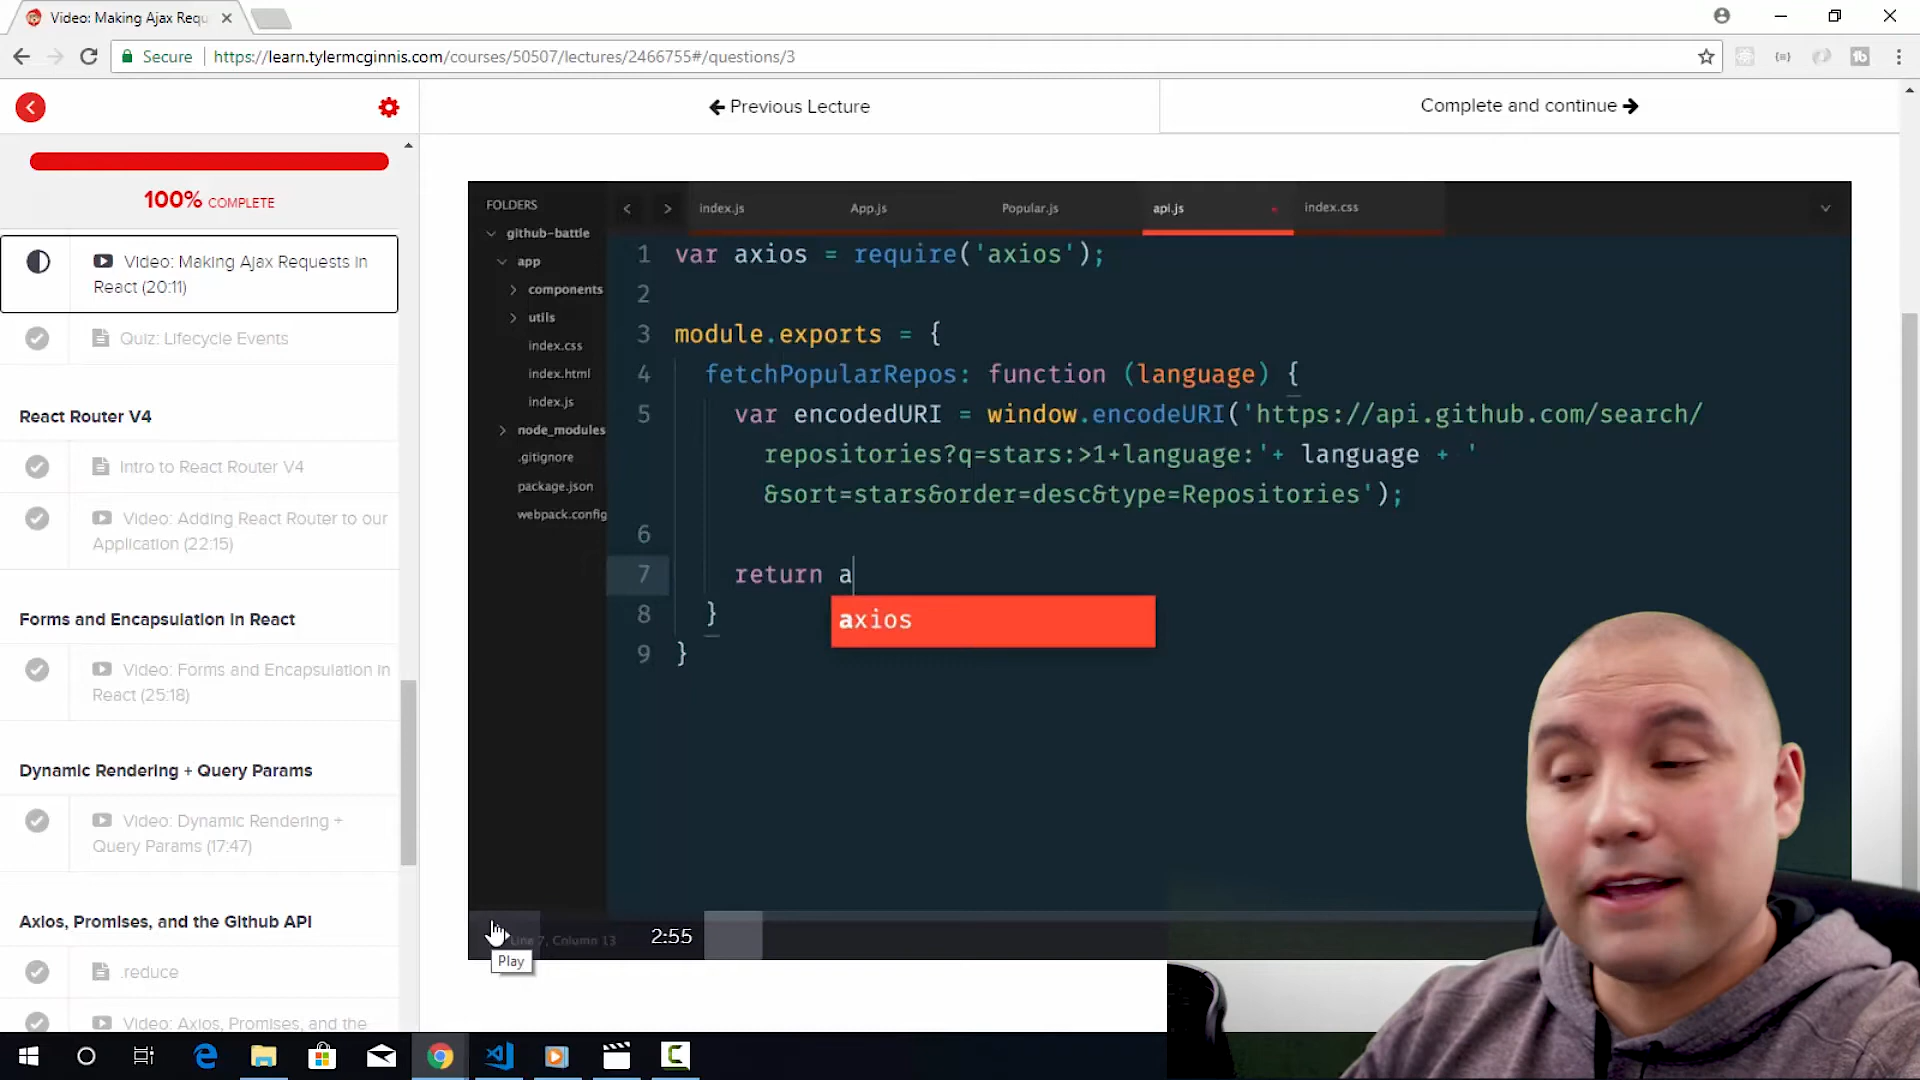 Video: Making Ajax Requ
Secure
https://learn.tylermcginnis.com/courses/50507/lectures/2466755#/questions/3
Previous Lecture
Complete and continue
100% COMPLETE
Video: Making Ajax Requests in
React (20:11)
Quiz: Lifecycle Events
React Router V4
Intro to React Router V4
Video: Adding React Router to our
Application (22:15)
Forms and Encapsulation in React
Video: Forms and Encapsulation in
React (25:18)
Dynamic Rendering + Query Params
Video: Dynamic Rendering +
Query Params (17:47)
Axios, Promises, and the Github API
.reduce
Video: Axios, Promises, and the
FOLDERS
github-battle
app
components
utils
index.css
index.html
index.js
node_modules
.gitignore
package.json
webpack.config
index.js
App.js
Popular.js
api.js
index.css
1 var axios = require('axios');
2
3 module.exports = {
4 fetchPopularRepos: function (language) {
5 var encodedURI = window.encodeURI('https://api.github.com/search/
repositories?q=stars:>1+language:'+ language + '
&sort=stars&order=desc&type=Repositories');
6
7 return a
axios
8 }
9 }
Line 7, Column 13
2:55
Play